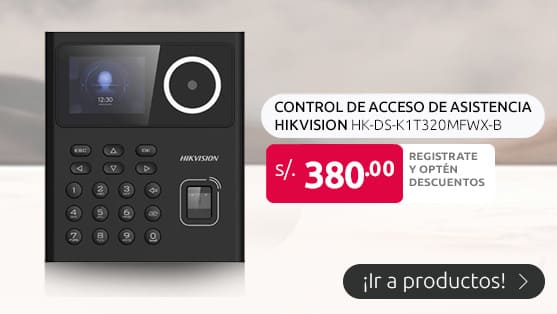 CONTROL DE ACCESO DE ASISTENCIA
HIKVISION HK-DS-K1T320MFWX-B
S/. 380.00
REGISTRATE
Y OPTÉN
DESCUENTOS
¡Ir a productos! >
12:30
ESC
OK
HIKVISION
1 2 3
4 5 6
7 8 9 0